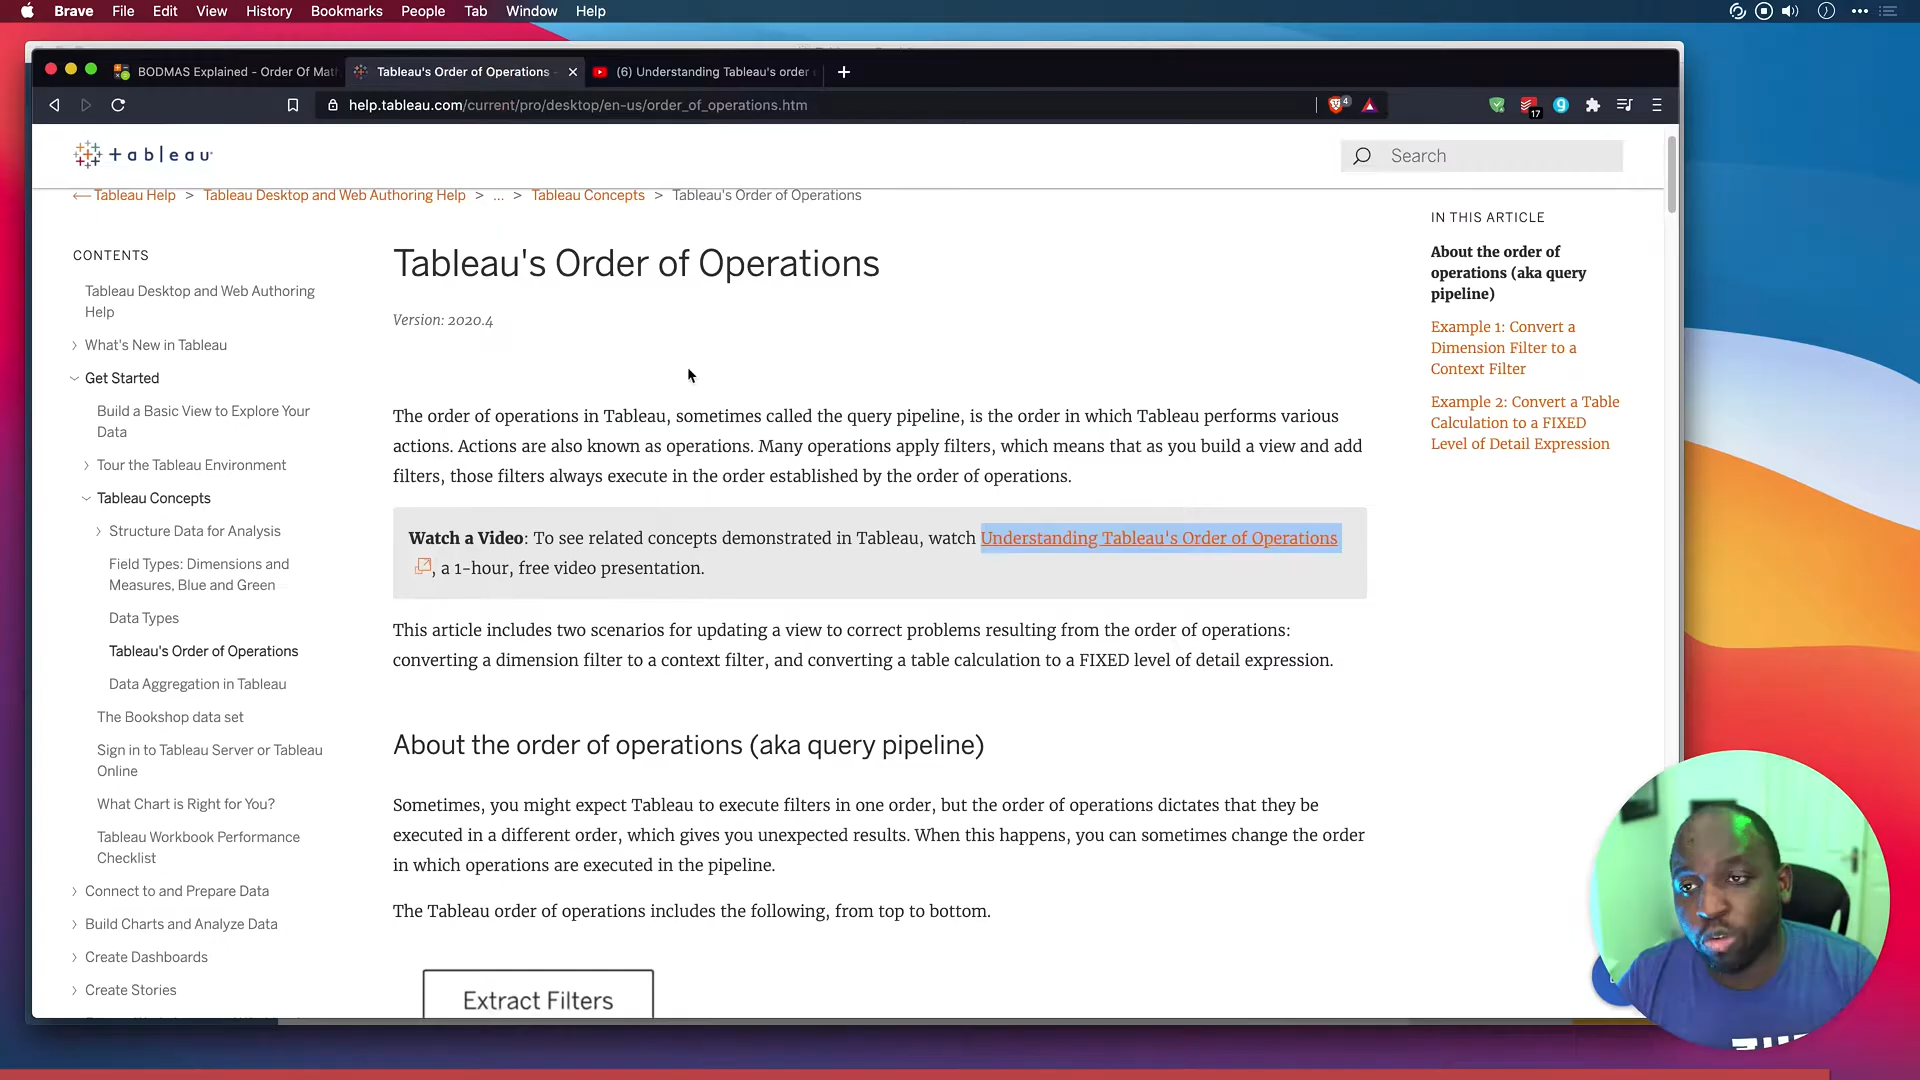 Brave File Edit View History Bookmarks People Tab Window Help
BODMAS Explained - Order Of Mat
Tableau's Order of Operations
(6) Understanding Tableau's order
help.tableau.com/current/pro/desktop/en-us/order_of_operations.htm
4
17
+ableau
Search
Tableau Help > Tableau Desktop and Web Authoring Help > ... > Tableau Concepts > Tableau's Order of Operations
CONTENTS
Tableau Desktop and Web Authoring
Help
What's New in Tableau
Get Started
Build a Basic View to Explore Your
Data
Tour the Tableau Environment
Tableau Concepts
Structure Data for Analysis
Field Types: Dimensions and
Measures, Blue and Green
Data Types
Tableau's Order of Operations
Data Aggregation in Tableau
The Bookshop data set
Sign in to Tableau Server or Tableau
Online
What Chart is Right for You?
Tableau Workbook Performance
Checklist
Connect to and Prepare Data
Build Charts and Analyze Data
Create Dashboards
Create Stories
Tableau's Order of Operations
Version: 2020.4
The order of operations in Tableau, sometimes called the query pipeline, is the order in which Tableau performs various
actions. Actions are also known as operations. Many operations apply filters, which means that as you build a view and add
filters, those filters always execute in the order established by the order of operations.
Watch a Video: To see related concepts demonstrated in Tableau, watch Understanding Tableau's Order of Operations
, a 1-hour, free video presentation.
This article includes two scenarios for updating a view to correct problems resulting from the order of operations:
converting a dimension filter to a context filter, and converting a table calculation to a FIXED level of detail expression.
About the order of operations (aka query pipeline)
Sometimes, you might expect Tableau to execute filters in one order, but the order of operations dictates that they be
executed in a different order, which gives you unexpected results. When this happens, you can sometimes change the order
in which operations are executed in the pipeline.
The Tableau order of operations includes the following, from top to bottom.
Extract Filters
IN THIS ARTICLE
About the order of
operations (aka query
pipeline)
Example 1: Convert a
Dimension Filter to a
Context Filter
Example 2: Convert a Table
Calculation to a FIXED
Level of Detail Expression